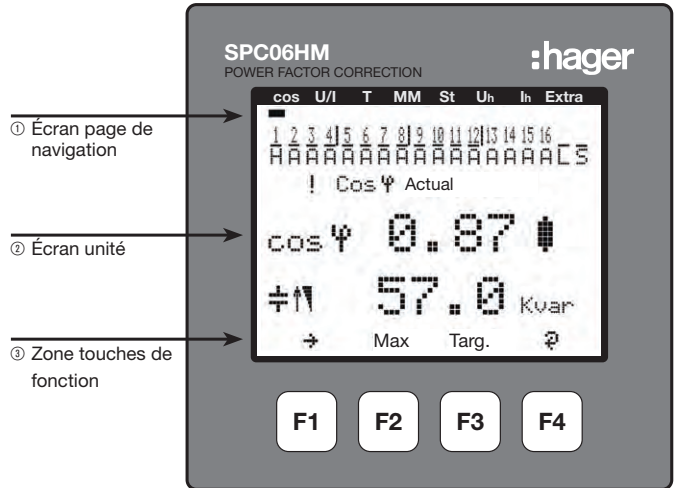 SPC06HM
:hager
POWER FACTOR CORRECTION
cos U/I T MM St Uh Ih Extra
① Écran page de
navigation
1 2 3 4 5 6 7 8 9 10 11 12 13 14 15 16
A A A A A A A A A A A A A A A A C S
! Cos φ Actual
② Écran unité
cos φ 0.87
57.0 Kvar
③ Zone touches de
fonction
→ Max Targ.
F1 F2 F3 F4